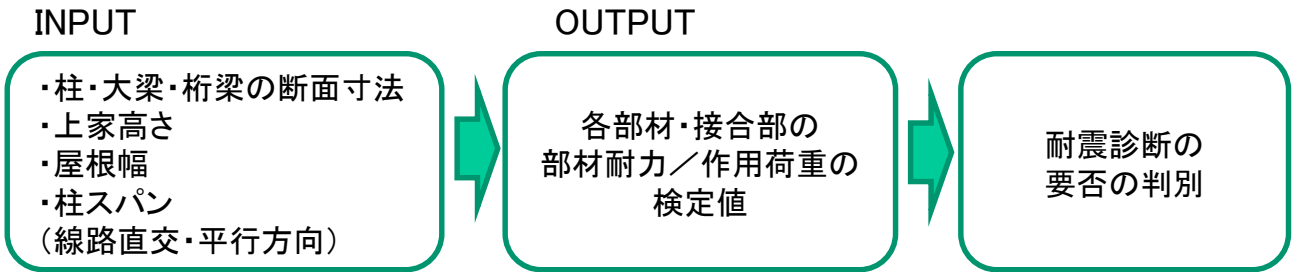 INPUT
・柱・大梁・桁梁の断面寸法
・上家高さ
・屋根幅
・柱スパン
（線路直交・平行方向）
OUTPUT
各部材・接合部の
部材耐力／作用荷重の
検定値
耐震診断の
要否の判別